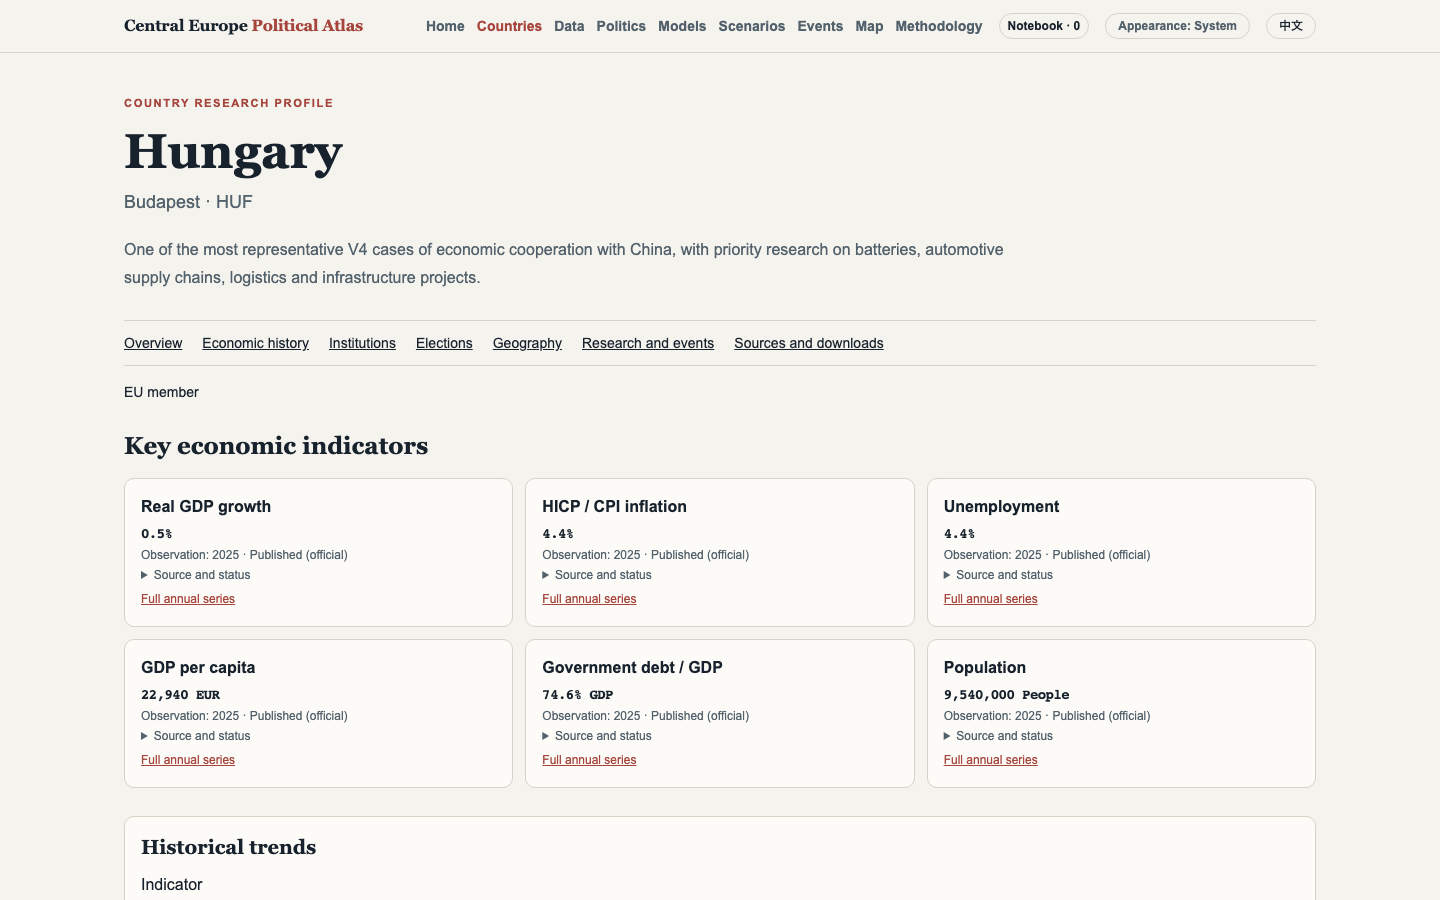 Central Europe Political Atlas
Home Countries Data Politics Models Scenarios Events Map Methodology Notebook · 0 Appearance: System 中文
COUNTRY RESEARCH PROFILE
Hungary
Budapest · HUF
One of the most representative V4 cases of economic cooperation with China, with priority research on batteries, automotive
supply chains, logistics and infrastructure projects.
Overview Economic history Institutions Elections Geography Research and events Sources and downloads
EU member
Key economic indicators
Real GDP growth
0.5%
Observation: 2025 · Published (official)
Source and status
Full annual series
HICP / CPI inflation
4.4%
Observation: 2025 · Published (official)
Source and status
Full annual series
Unemployment
4.4%
Observation: 2025 · Published (official)
Source and status
Full annual series
GDP per capita
22,940 EUR
Observation: 2025 · Published (official)
Source and status
Full annual series
Government debt / GDP
74.6% GDP
Observation: 2025 · Published (official)
Source and status
Full annual series
Population
9,540,000 People
Observation: 2025 · Published (official)
Source and status
Full annual series
Historical trends
Indicator